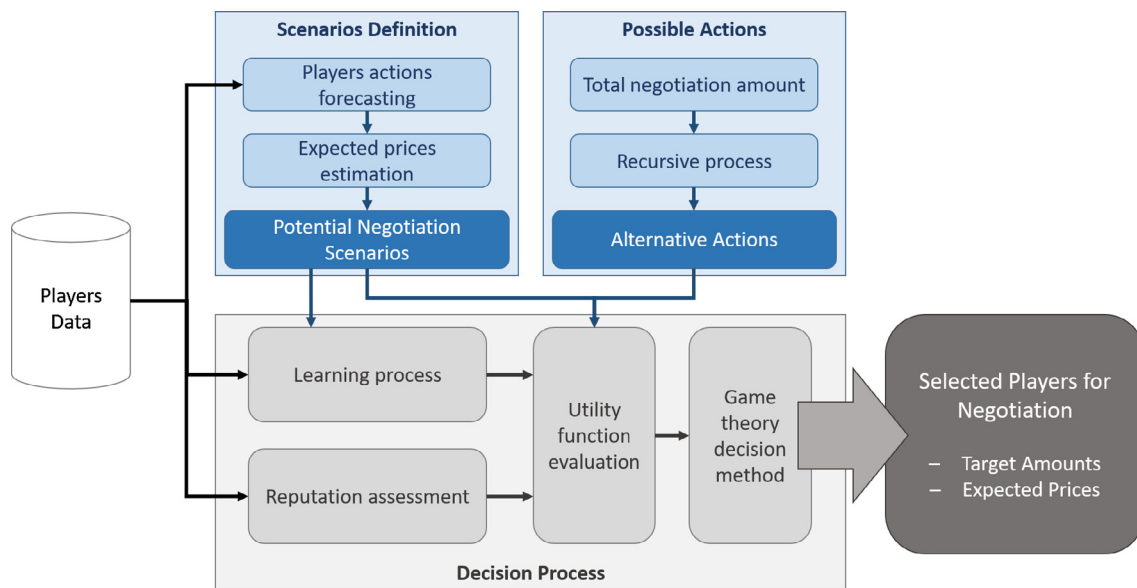 Scenarios Definition
Players actions
forecasting
Expected prices
estimation
Potential Negotiation
Scenarios
Possible Actions
Total negotiation amount
Recursive process
Alternative Actions
Players
Data
Learning process
Reputation assessment
Utility
function
evaluation
Game
theory
decision
method
Decision Process
Selected Players for
Negotiation
– Target Amounts
– Expected Prices